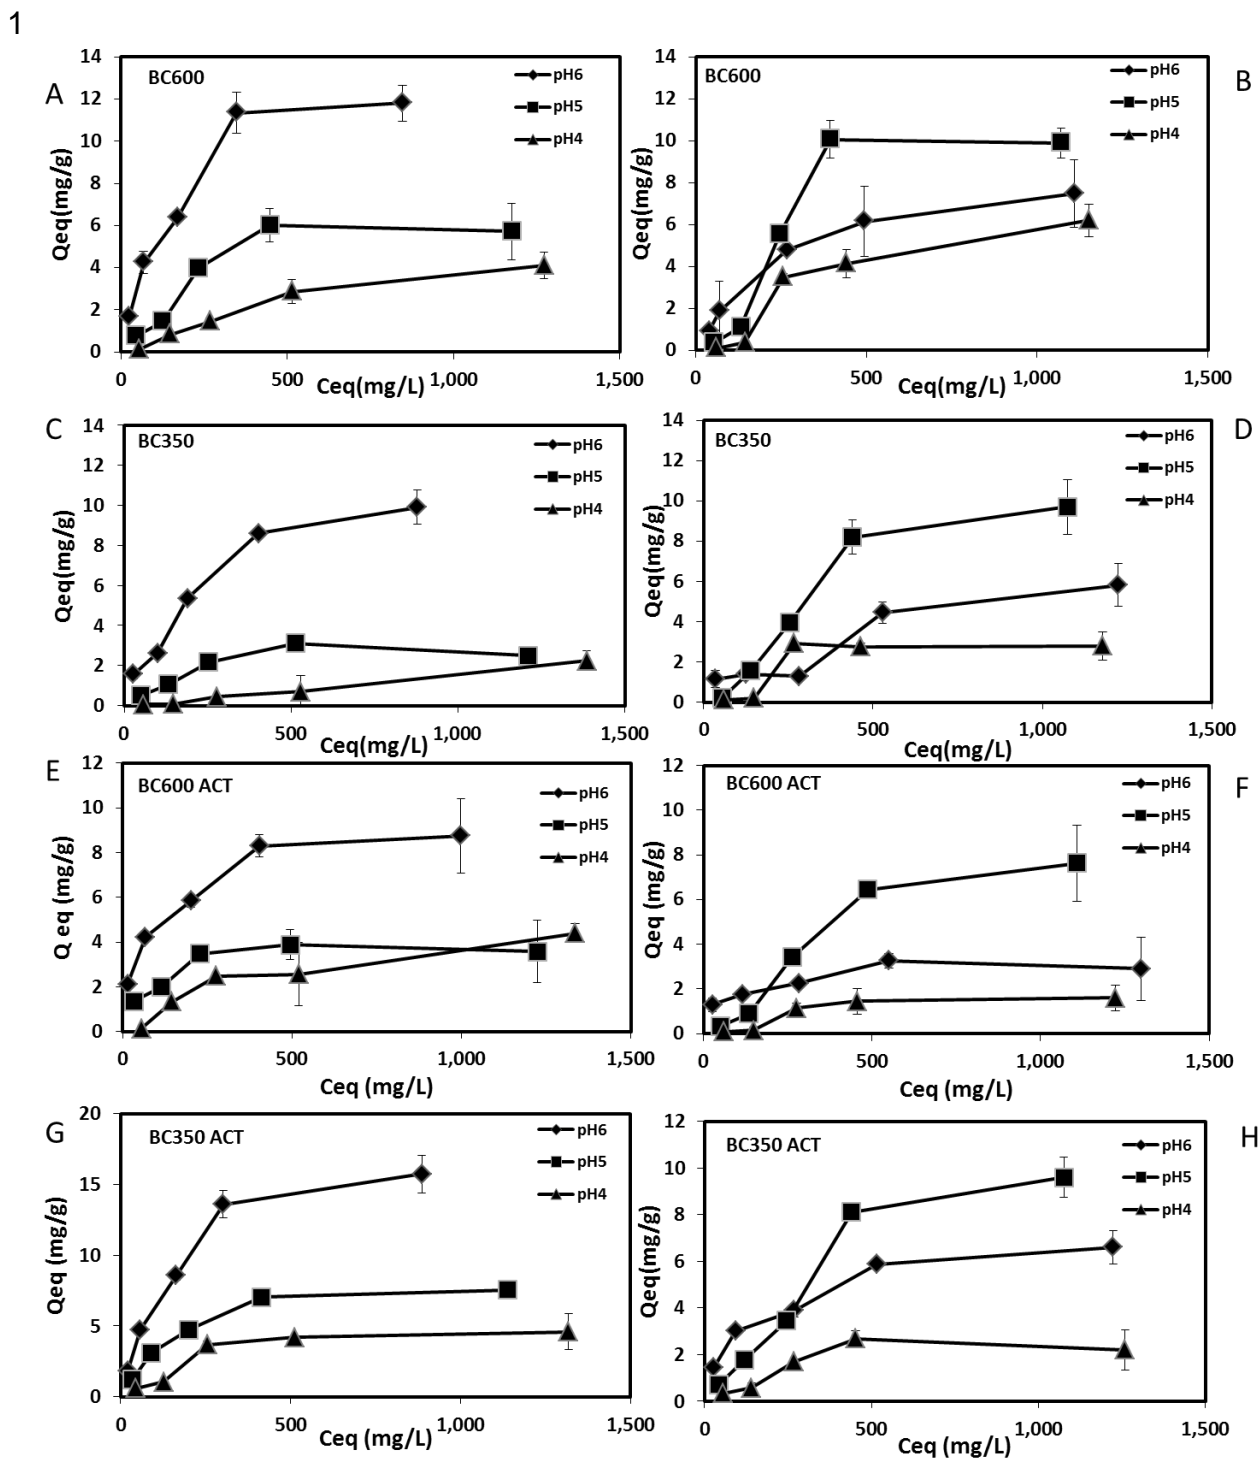 1
A
BC600
pH6
pH5
pH4
14
12
10
8
6
4
2
0
Qeq(mg/g)
0
500
1,000
1,500
Ceq(mg/L)
B
BC600
pH6
pH5
pH4
14
12
10
8
6
4
2
0
Qeq(mg/g)
0
500
1,000
1,500
Ceq(mg/L)
C
BC350
pH6
pH5
pH4
14
12
10
8
6
4
2
0
Qeq(mg/g)
0
500
1,000
1,500
Ceq(mg/L)
D
BC350
pH6
pH5
pH4
14
12
10
8
6
4
2
0
Qeq(mg/g)
0
500
1,000
1,500
Ceq(mg/L)
E
BC600 ACT
pH6
pH5
pH4
12
10
8
6
4
2
0
Q eq (mg/g)
0
500
1,000
1,500
Ceq (mg/L)
F
BC600 ACT
pH6
pH5
pH4
12
10
8
6
4
2
0
Qeq (mg/g)
0
500
1,000
1,500
Ceq (mg/L)
G
BC350 ACT
pH6
pH5
pH4
20
15
10
5
0
Qeq (mg/g)
0
500
1,000
1,500
Ceq (mg/L)
H
BC350 ACT
pH6
pH5
pH4
12
10
8
6
4
2
0
Qeq(mg/g)
0
500
1,000
1,500
Ceq (mg/L)